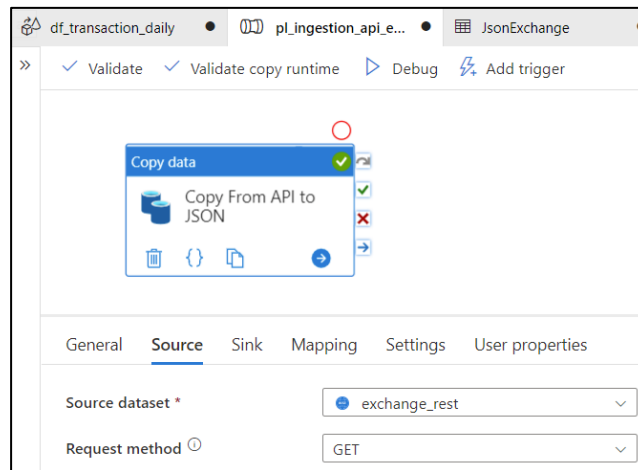 df_transaction_daily pl_ingestion_api_e... JsonExchange
Validate Validate copy runtime Debug Add trigger
Copy data
Copy From API to
JSON
General Source Sink Mapping Settings User properties
Source dataset * exchange_rest
Request method GET